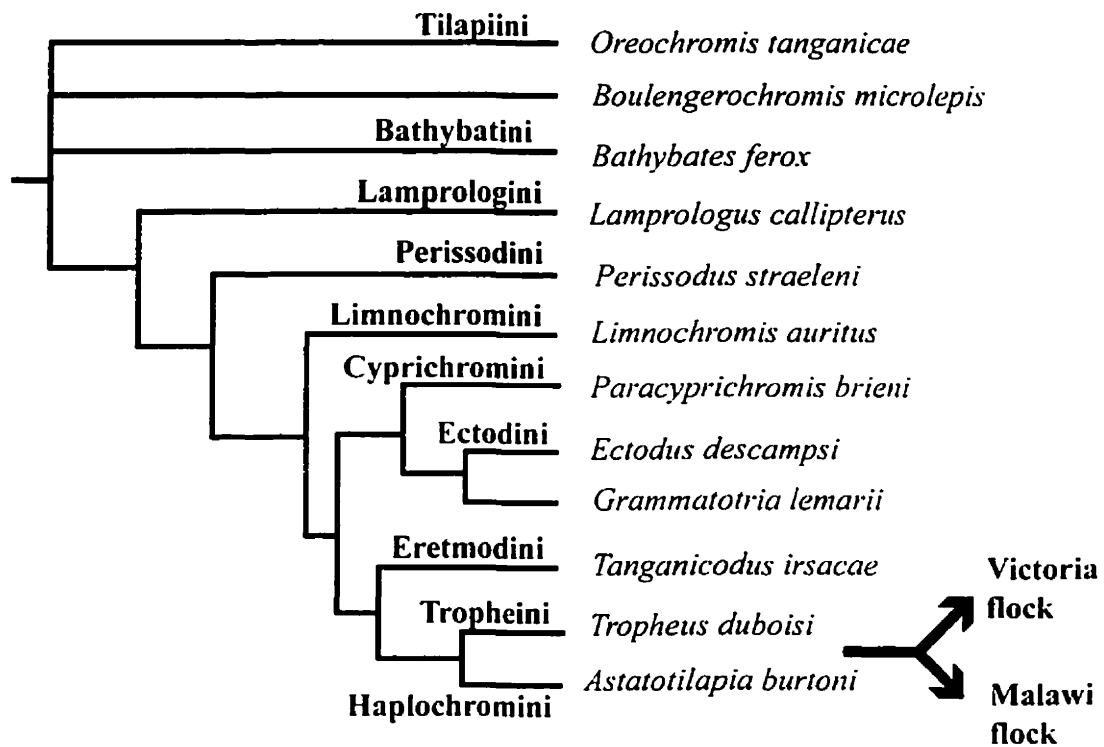 Tilapiini
Oreochromis tanganicae
Boulengerochromis microlepis
Bathybatini
Bathybates ferox
Lamprologini
Lamprologus callipterus
Perissodini
Perissodus straeleni
Limnochromini
Limnochromis auritus
Cyprichromini
Paracyprichromis brieni
Ectodini
Ectodus descampsi
Grammatotria lemarii
Eretmodini
Tanganicodus irsacae
Tropheini
Tropheus duboisi
Astatotilapia burtoni
Haplochromini
Victoria
flock
Malawi
flock